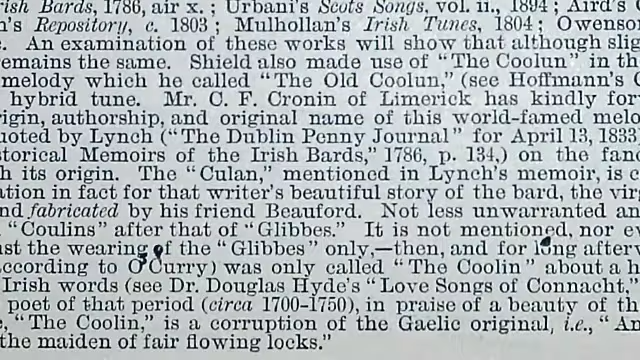 rish Bards, 1786, air x. ; Urbani's Scots Songs, vol. ii., 1894 ; Aird's
n's Repository, c. 1803 ; Mulhollan's Irish Tunes, 1804 ; Owenson
. An examination of these works will show that although slig
remains the same. Shield also made use of "The Coolun" in th
melody which he called "The Old Coolun," (see Hoffmann's C
hybrid tune. Mr. C. F. Cronin of Limerick has kindly for
igin, authorship, and original name of this world-famed melo
uoted by Lynch ("The Dublin Penny Journal" for April 13, 1833
storical Memoirs of the Irish Bards," 1786, p. 134,) on the fanc
h its origin. The "Culan," mentioned in Lynch's memoir, is c
ation in fact for that writer's beautiful story of the bard, the virg
nd fabricated by his friend Beauford. Not less unwarranted an
"Coulins" after that of "Glibbes." It is not mentioned, nor ev
st the wearing of the "Glibbes" only,—then, and for long afterw
ccording to O'Curry) was only called "The Coolin" about a h
Irish words (see Dr. Douglas Hyde's "Love Songs of Connacht,"
poet of that period (circa 1700-1750), in praise of a beauty of th
, "The Coolin," is a corruption of the Gaelic original, i.e., "An
the maiden of fair flowing locks."